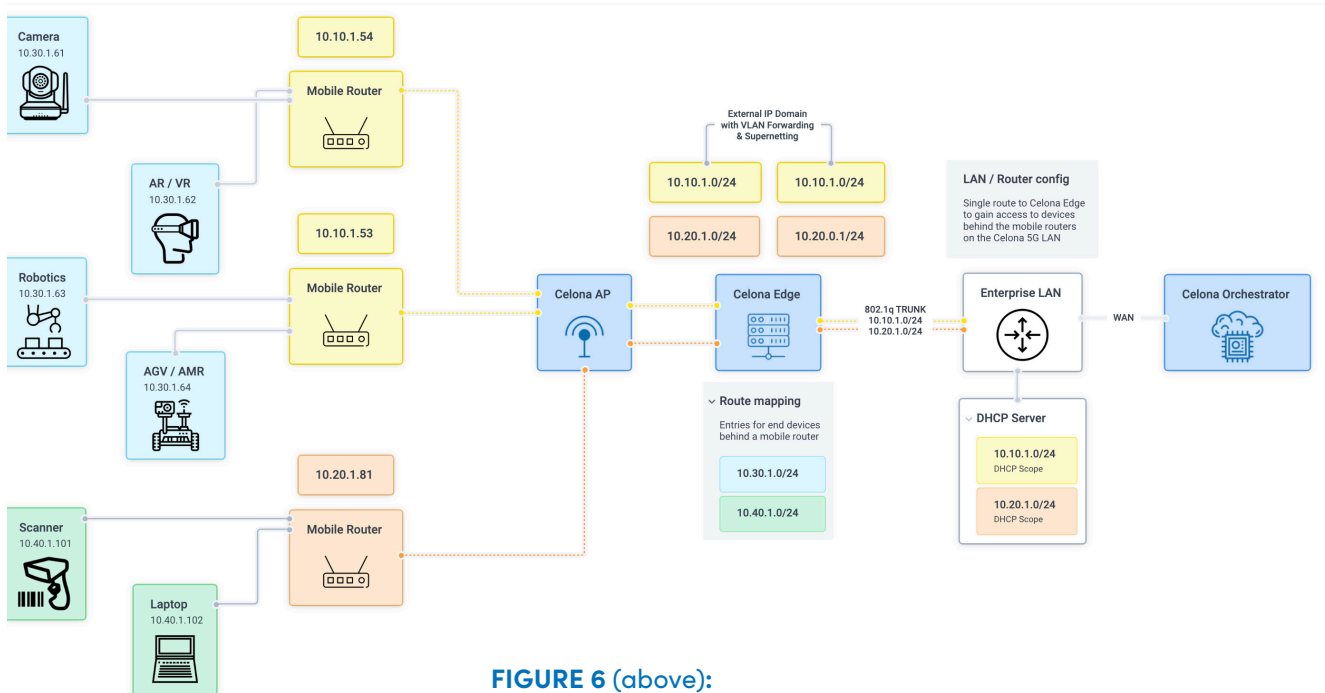 Camera
10.30.1.61
10.10.1.54
Mobile Router
AR / VR
10.30.1.62
10.10.1.53
Robotics
10.30.1.63
Mobile Router
AGV / AMR
10.30.1.64
10.20.1.81
Scanner
10.40.1.101
Mobile Router
Laptop
10.40.1.102
Celona AP
External IP Domain
with VLAN Forwarding
& Supernetting
10.10.1.0/24
10.10.1.0/24
10.20.1.0/24
10.20.0.1/24
Celona Edge
802.1q TRUNK
10.10.1.0/24
10.20.1.0/24
Route mapping
Entries for end devices
behind a mobile router
10.30.1.0/24
10.40.1.0/24
LAN / Router config
Single route to Celona Edge
to gain access to devices
behind the mobile routers
on the Celona 5G LAN
Enterprise LAN
WAN
Celona Orchestrator
DHCP Server
10.10.1.0/24
DHCP Scope
10.20.1.0/24
DHCP Scope
FIGURE 6 (above):